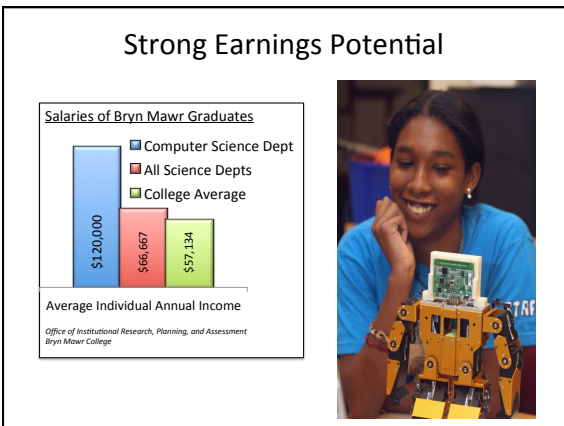 Strong Earnings Potential
Salaries of Bryn Mawr Graduates
Computer Science Dept
All Science Depts
College Average
$120,000
$66,667
$57,134
Average Individual Annual Income
Office of Institutional Research, Planning, and Assessment
Bryn Mawr College
TAF